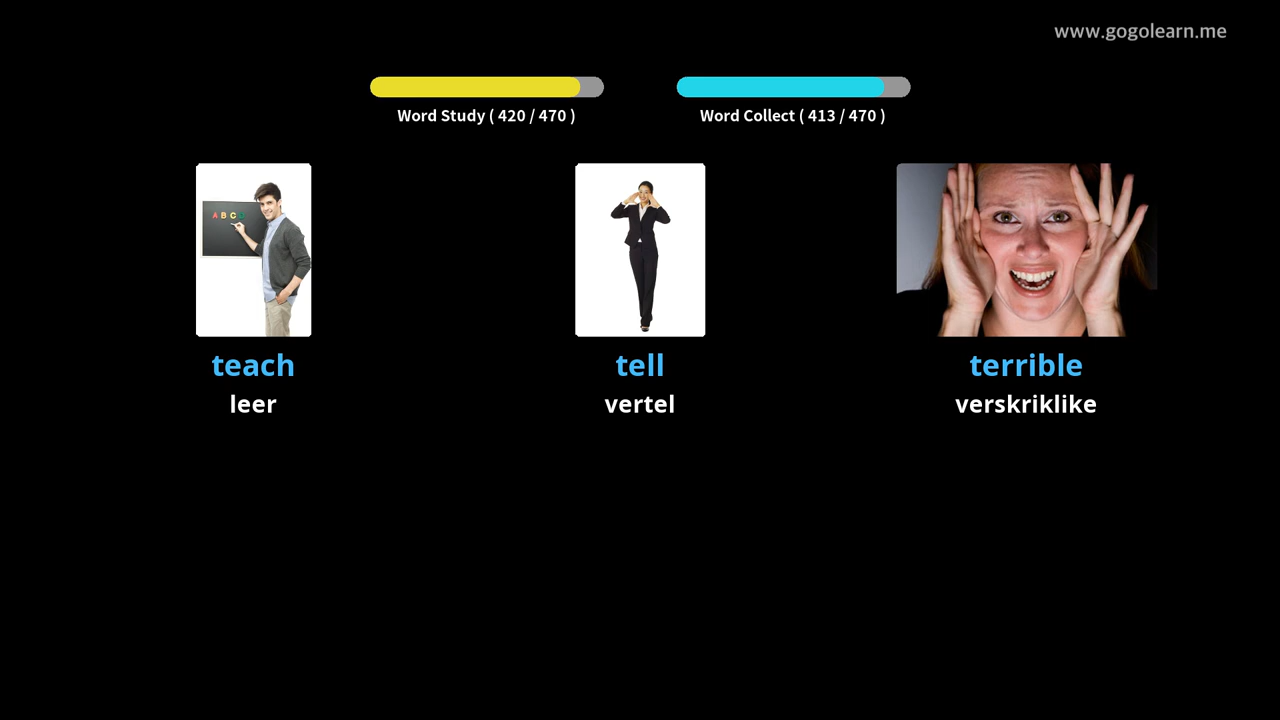 www.gogolearn.me
Word Study ( 420 / 470 )
Word Collect ( 413 / 470 )
A B C D
teach
leer
tell
vertel
terrible
verskriklike